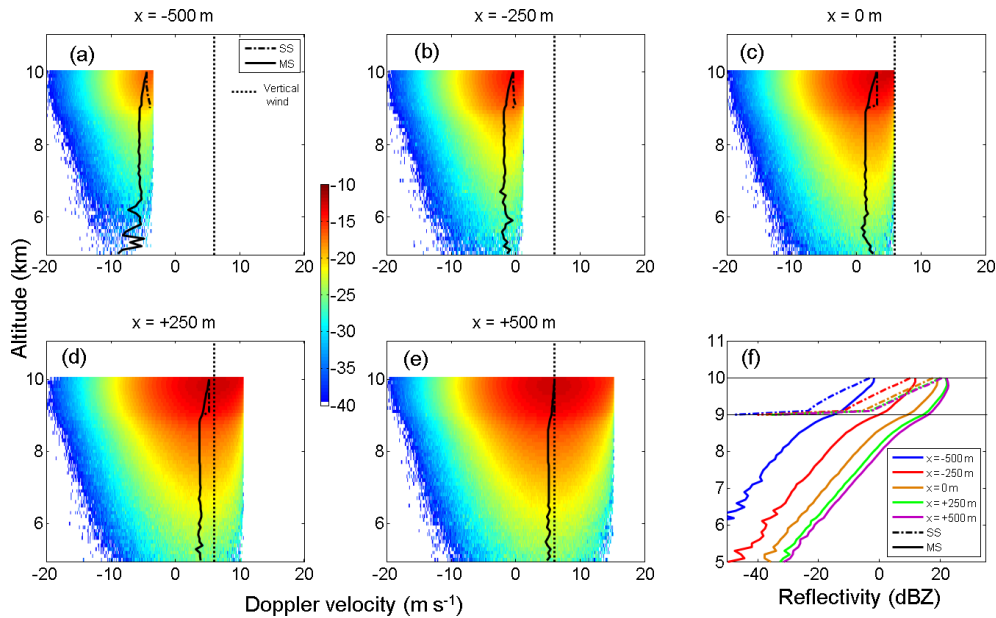 x = -500 m
x = -250 m
x = 0 m
(a)
SS
MS
Vertical
wind
(b)
(c)
10
8
6
-20
-10
0
10
20
10
8
6
-20
-10
0
10
20
10
8
6
-20
-10
0
10
20
-10
-15
-20
-25
-30
-35
-40
Altitude (km)
x = +250 m
x = +500 m
(d)
(e)
(f)
10
8
6
-20
-10
0
10
20
10
8
6
-20
-10
0
10
20
11
10
9
8
7
6
5
-40
-20
0
20
x = -500 m
x = -250 m
x = 0 m
x = +250 m
x = +500 m
SS
MS
Doppler velocity (m s⁻¹)
Reflectivity (dBZ)